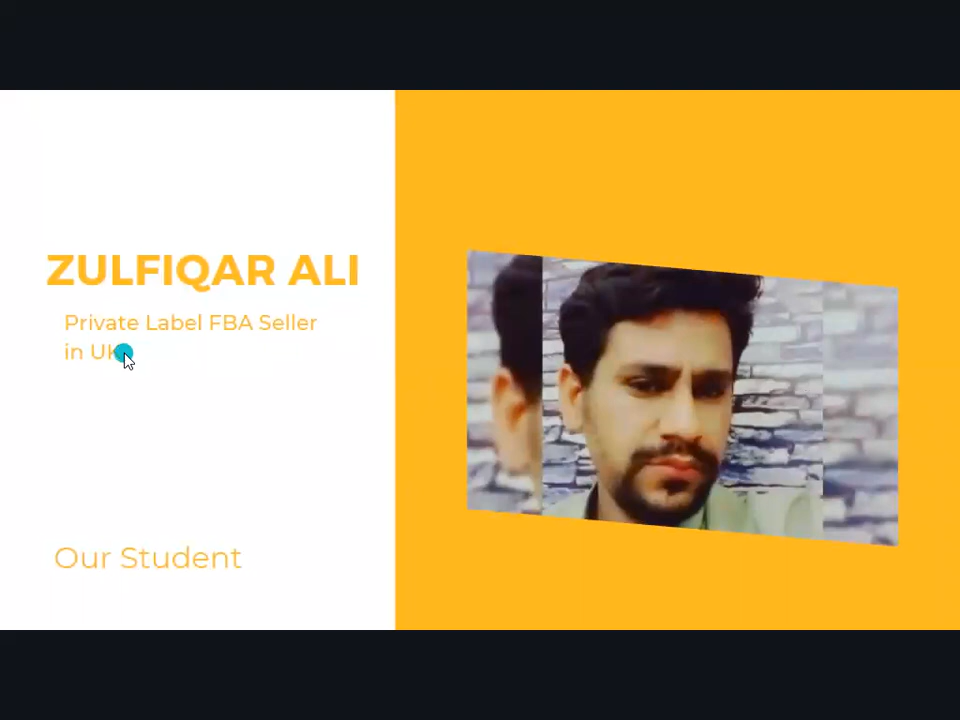 ZULFIQAR ALI
Private Label FBA Seller
in UK
Our Student